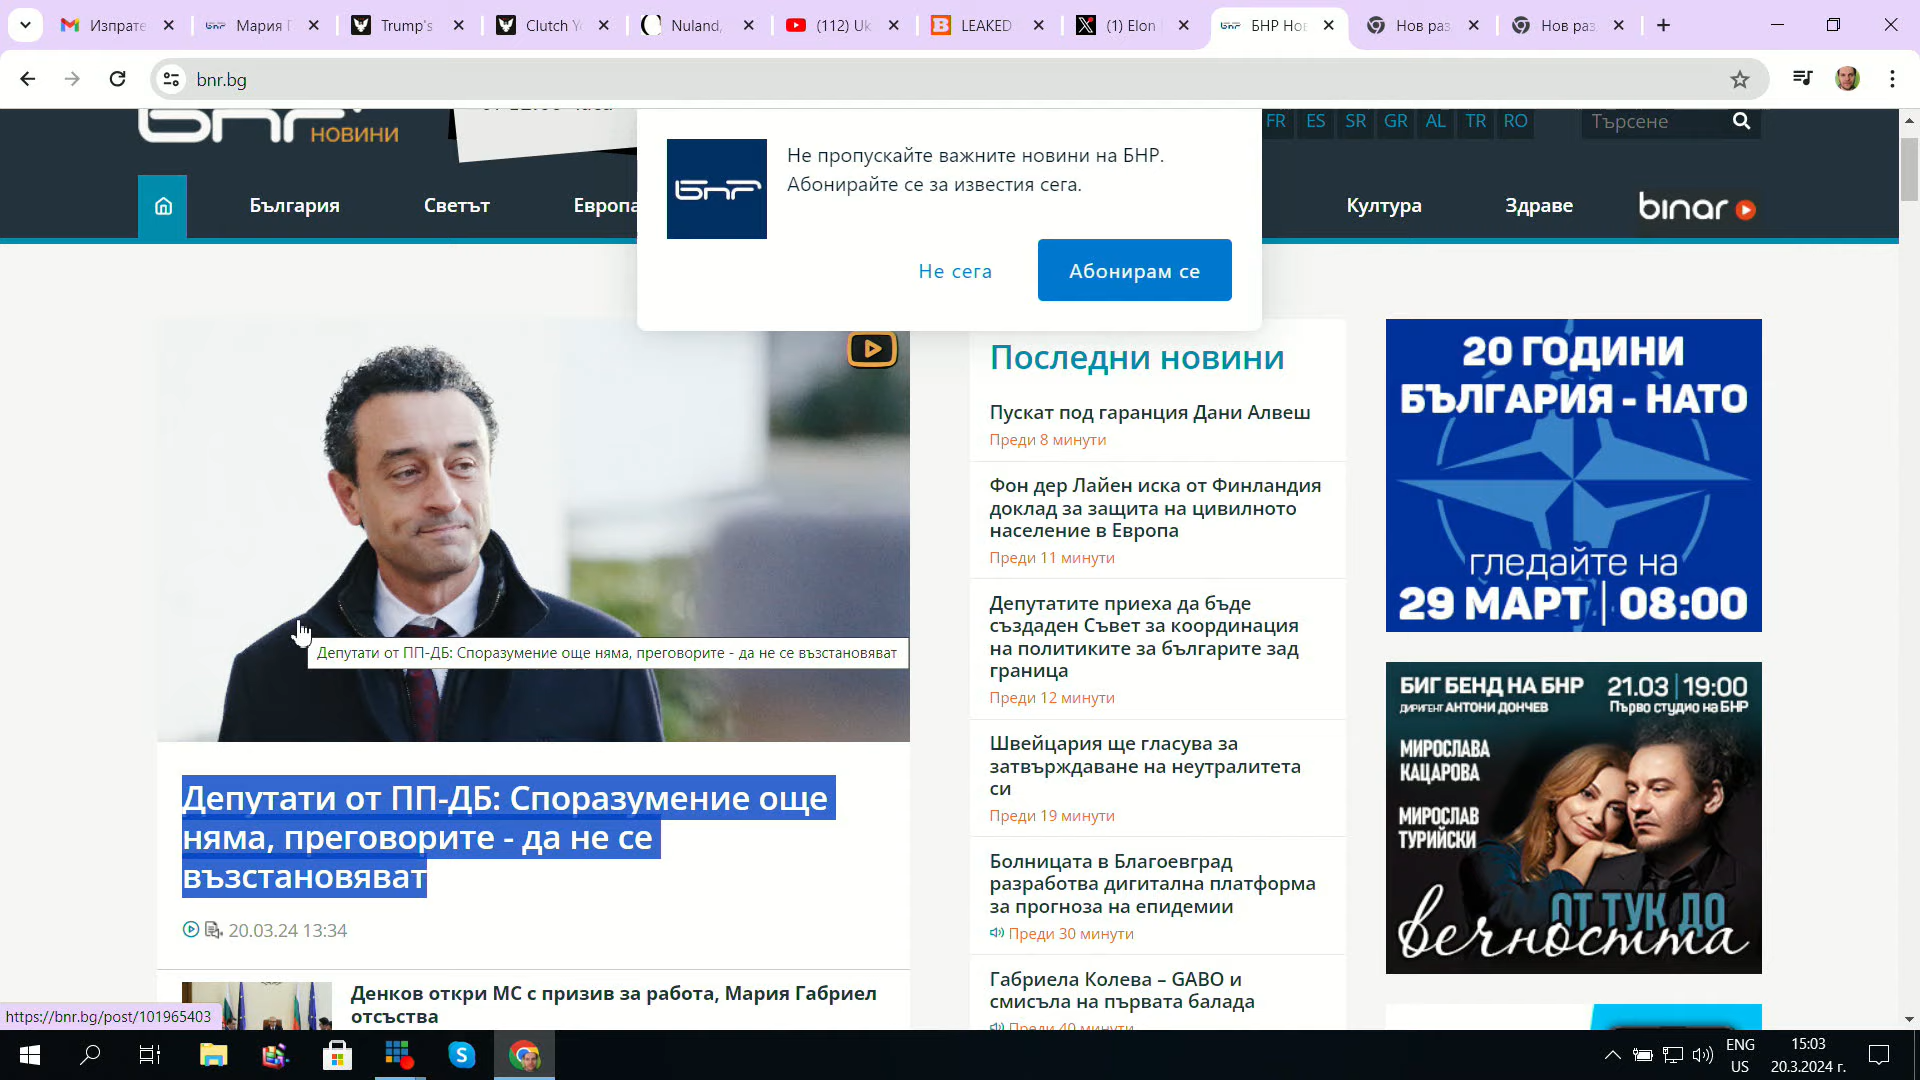 Изпрате
Мария Г
Trump's
Clutch Y
Nuland,
(112) Uk
LEAKED
(1) Elon
БНР Нов
Нов раз
Нов раз
bnr.bg
БНР НОВИНИ
FR ES SR GR AL TR RO
Търсене
България
Светът
Европа
Култура
Здраве
binar
Не пропускайте важните новини на БНР.
Абонирайте се за известия сега.
БНР
Не сега
Абонирам се
Депутати от ПП-ДБ: Споразумение още няма, преговорите - да не се възстановяват
Депутати от ПП-ДБ: Споразумение още
няма, преговорите - да не се
възстановяват
20.03.24 13:34
Денков откри МС с призив за работа, Мария Габриел
отсъства
Последни новини
Пускат под гаранция Дани Алвеш
Преди 8 минути
Фон дер Лайен иска от Финландия
доклад за защита на цивилното
население в Европа
Преди 11 минути
Депутатите приеха да бъде
създаден Съвет за координация
на политиките за българите зад
граница
Преди 12 минути
Швейцария ще гласува за
затвърждаване на неутралитета
си
Преди 19 минути
Болницата в Благоевград
разработва дигитална платформа
за прогноза на епидемии
Преди 30 минути
Габриела Колева – GABO и
смисъла на първата балада
Преди 40 минути
20 ГОДИНИ
БЪЛГАРИЯ - НАТО
гледайте на
29 МАРТ | 08:00
БИГ БЕНД НА БНР 21.03 | 19:00
ДИРИГЕНТ АНТОНИ ДОНЧЕВ Първо студио на БНР
МИРОСЛАВА
КАЦАРОВА
МИРОСЛАВ
ТУРИЙСКИ
ОТ ТУК ДО
вечността
https://bnr.bg/post/101965403
ENG
US
15:03
20.3.2024 г.